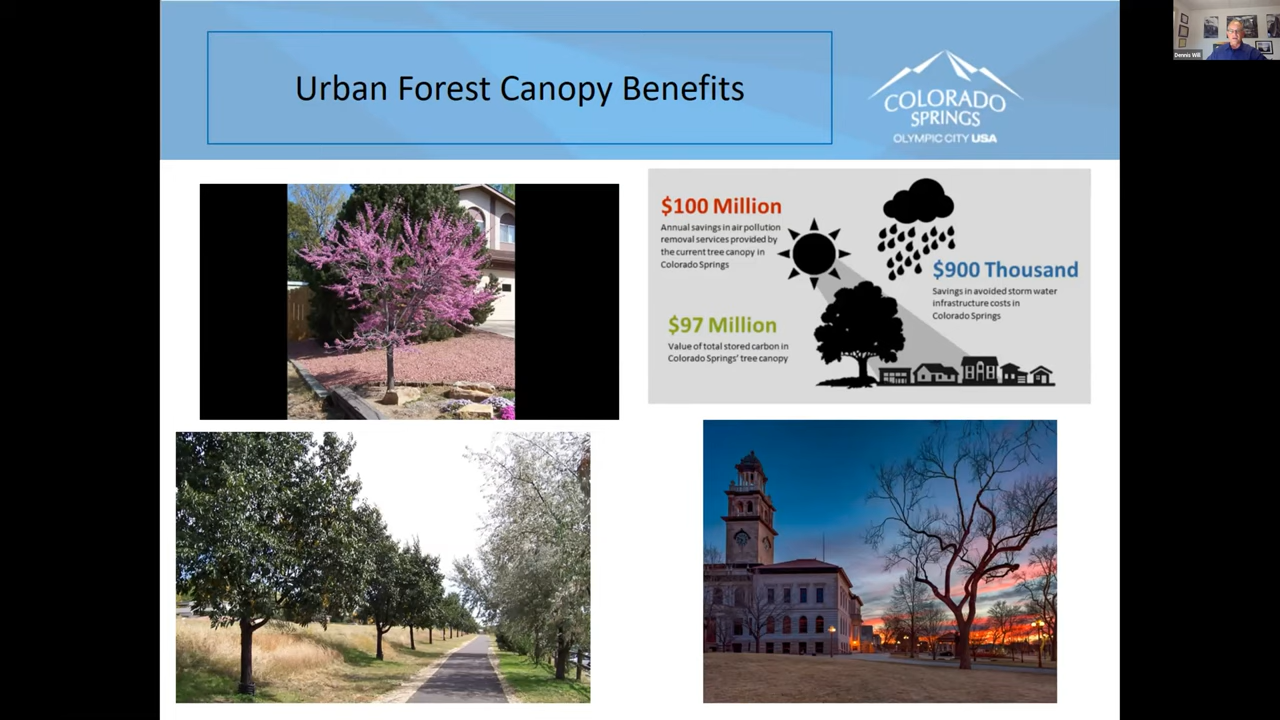 Urban Forest Canopy Benefits
COLORADO
SPRINGS
OLYMPIC CITY USA
Dennis Will
$100 Million
Annual savings in air pollution
removal services provided by
the current tree canopy in
Colorado Springs
$900 Thousand
Savings in avoided storm water
infrastructure costs in
Colorado Springs
$97 Million
Value of total stored carbon in
Colorado Springs' tree canopy